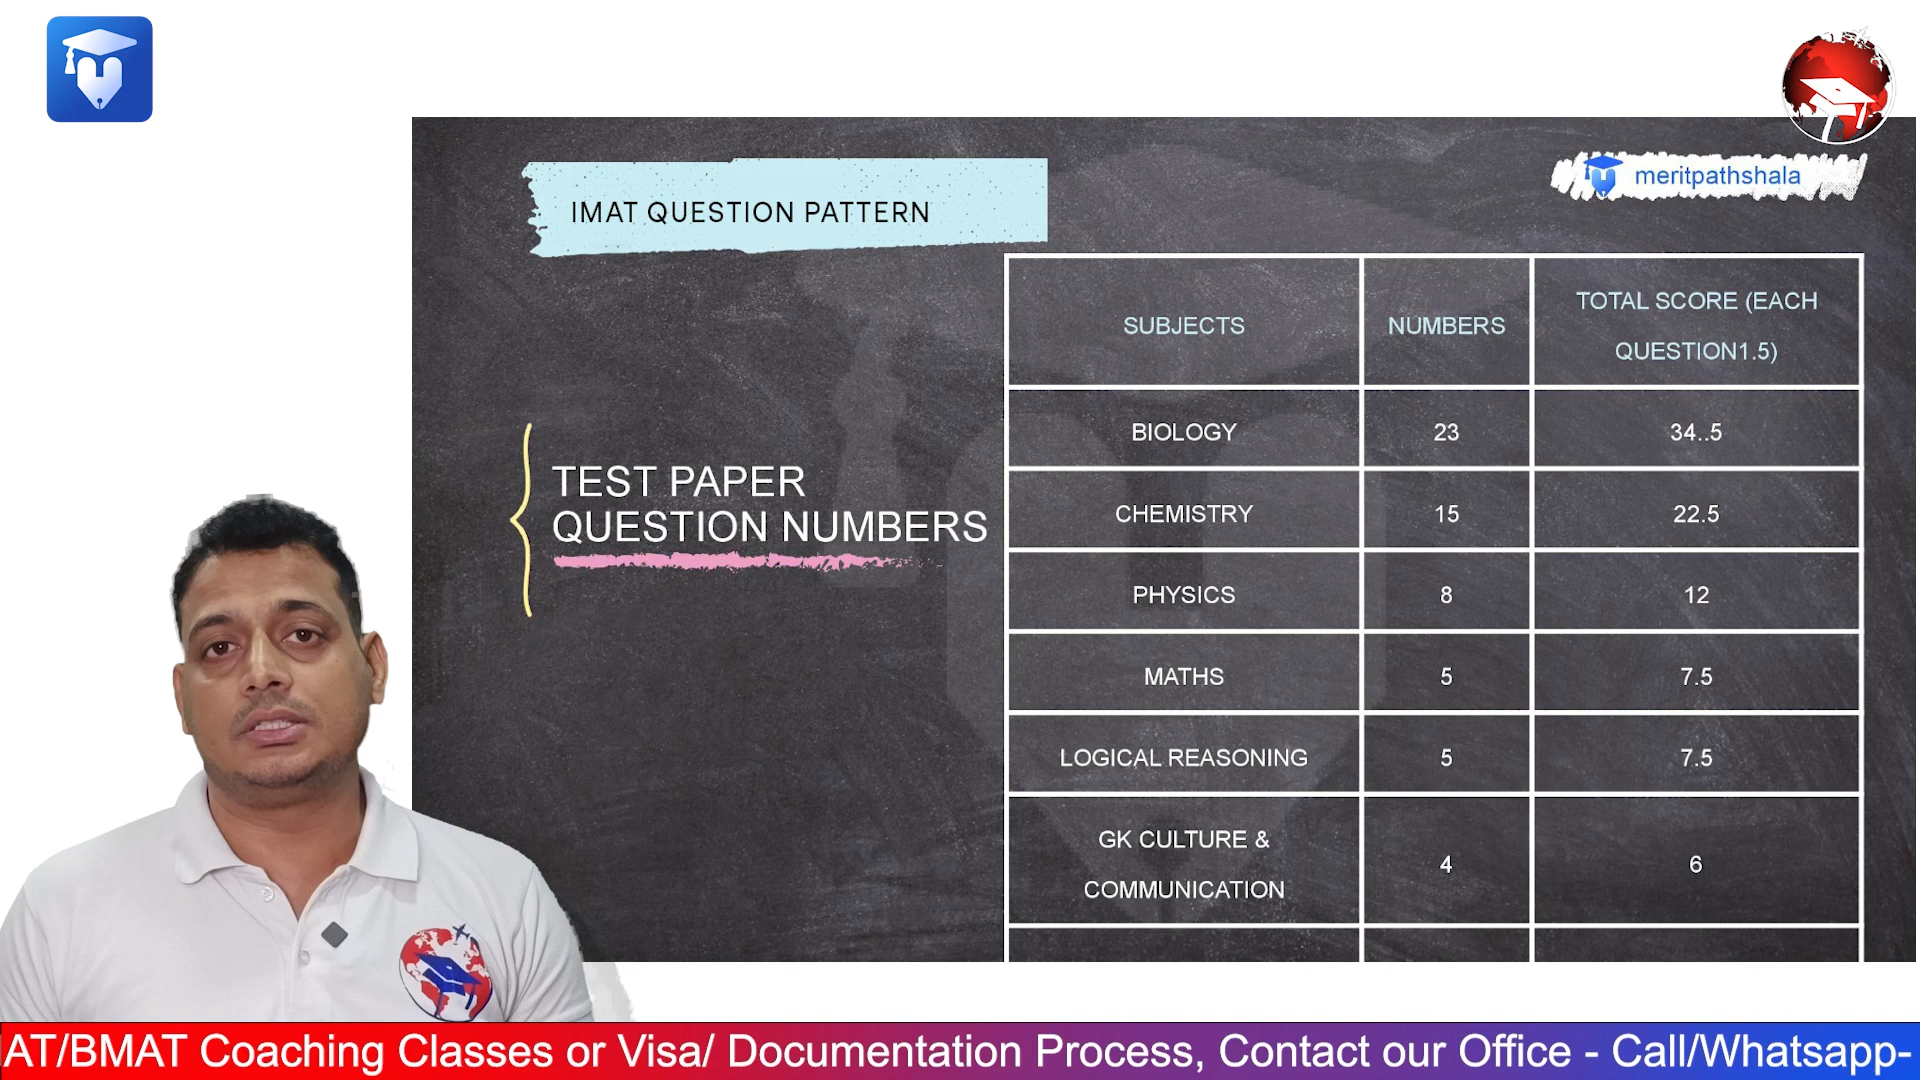 IMAT QUESTION PATTERN
meritpathshala
TEST PAPER
QUESTION NUMBERS
SUBJECTS NUMBERS TOTAL SCORE (EACH
QUESTION1.5)
BIOLOGY 23 34..5
CHEMISTRY 15 22.5
PHYSICS 8 12
MATHS 5 7.5
LOGICAL REASONING 5 7.5
GK CULTURE &
COMMUNICATION 4 6
AT/BMAT Coaching Classes or Visa/ Documentation Process, Contact our Office - Call/Whatsapp-